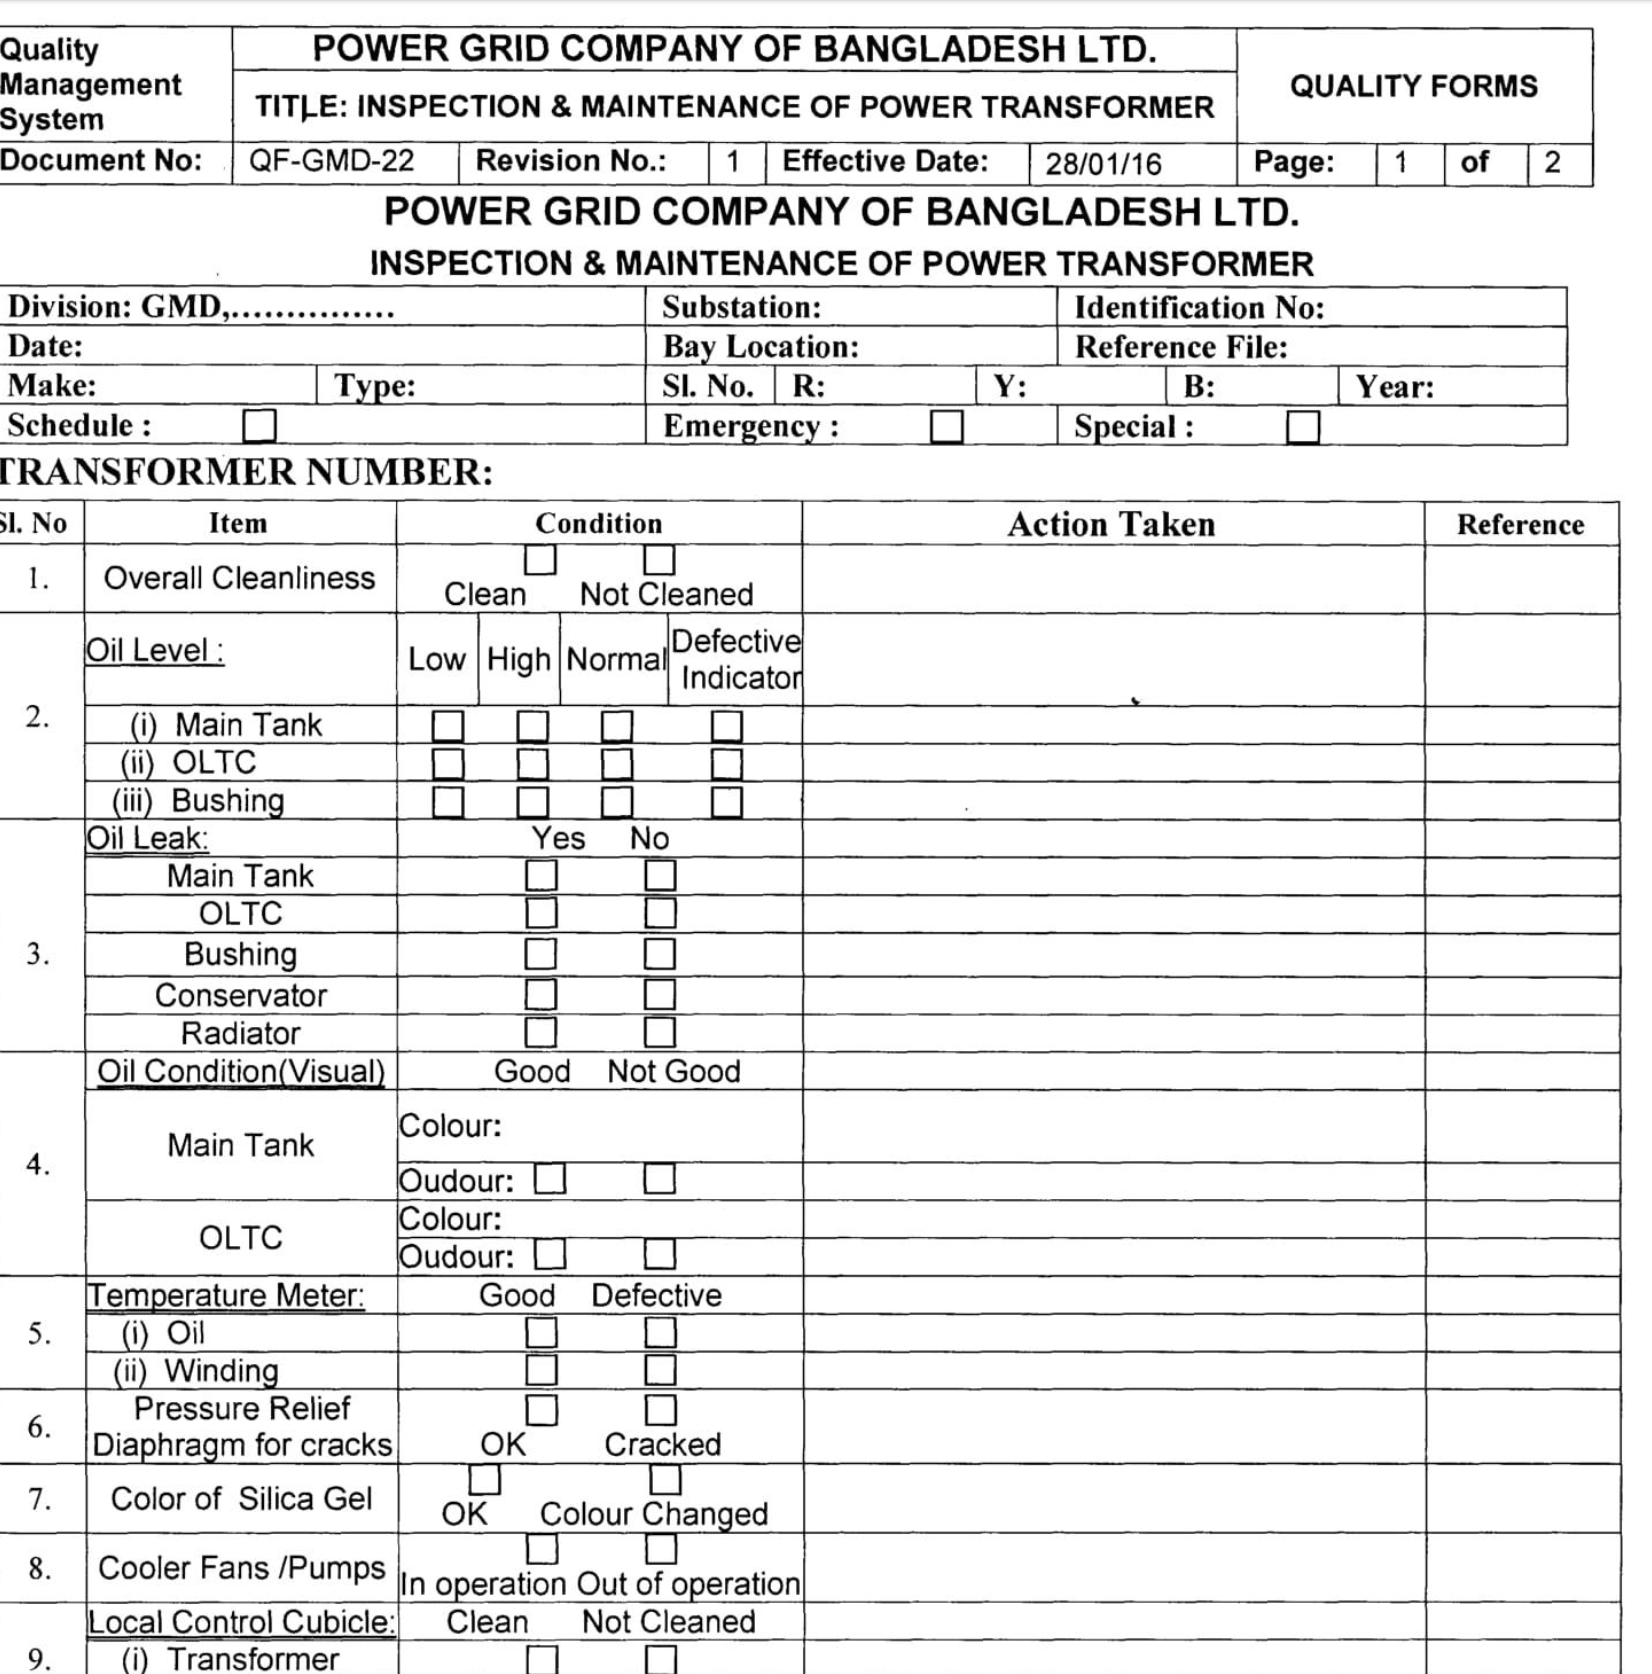 Quality Management System
POWER GRID COMPANY OF BANGLADESH LTD.
TITLE: INSPECTION & MAINTENANCE OF POWER TRANSFORMER
QUALITY FORMS
Document No: QF-GMD-22 Revision No.: 1 Effective Date: 28/01/16 Page: 1 of 2
POWER GRID COMPANY OF BANGLADESH LTD.
INSPECTION & MAINTENANCE OF POWER TRANSFORMER
Division: GMD,............... Substation: Identification No:
Date: Bay Location: Reference File:
Make: Type: Sl. No. R: Y: B: Year:
Schedule : Emergency : Special :
TRANSFORMER NUMBER:
Sl. No Item Condition Action Taken Reference
1. Overall Cleanliness Clean Not Cleaned
2. Oil Level : Low High Normal Defective Indicator
(i) Main Tank
(ii) OLTC
(iii) Bushing
3. Oil Leak: Yes No
Main Tank
OLTC
Bushing
Conservator
Radiator
4. Oil Condition(Visual) Good Not Good
Main Tank Colour:
Oudour:
OLTC Colour:
Oudour:
5. Temperature Meter: Good Defective
(i) Oil
(ii) Winding
6. Pressure Relief Diaphragm for cracks OK Cracked
7. Color of Silica Gel OK Colour Changed
8. Cooler Fans /Pumps In operation Out of operation
9. Local Control Cubicle: Clean Not Cleaned
(i) Transformer